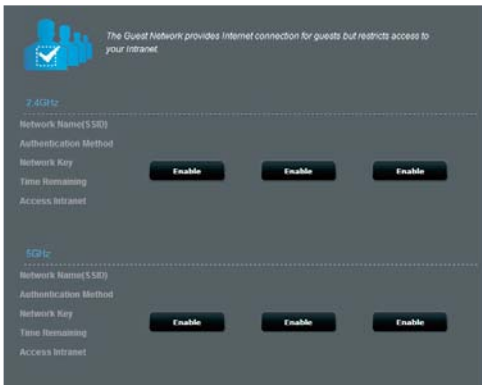 The Guest Network provides Internet connection for guests but restricts access to
your Intranet.
2.4GHz
Network Name(SSID)
Authentication Method
Network Key
Enable Enable Enable
Time Remaining
Access Intranet
5GHz
Network Name(SSID)
Authentication Method
Network Key
Enable Enable Enable
Time Remaining
Access Intranet